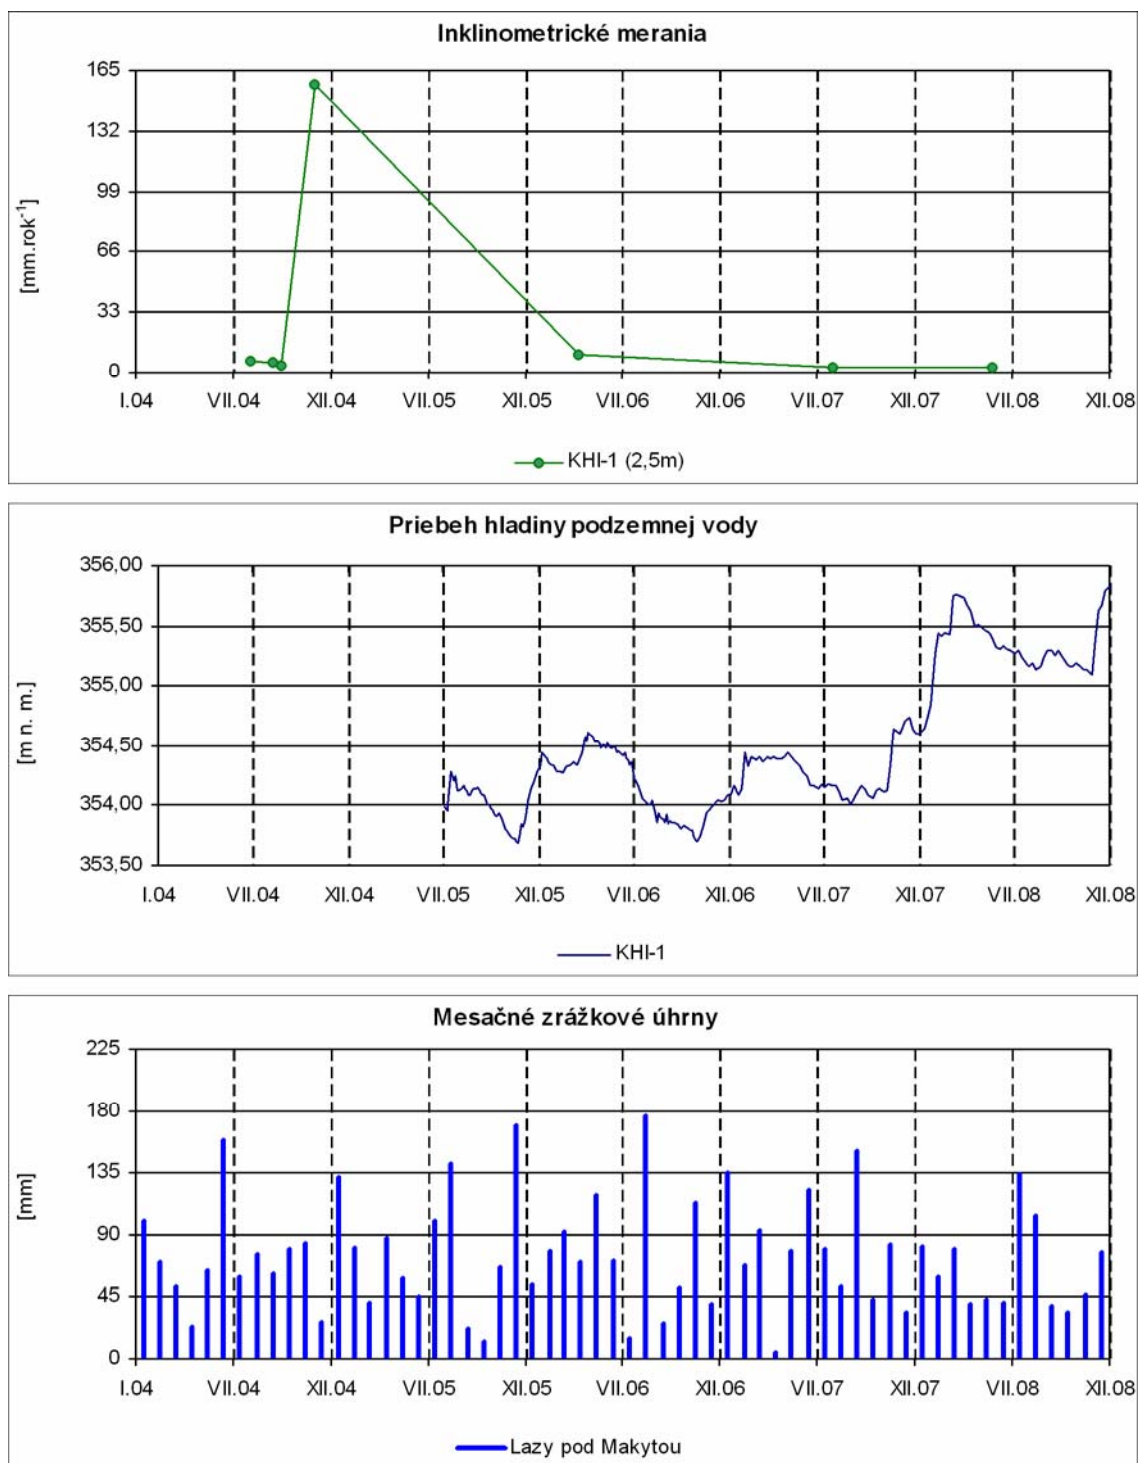 Inklinometrické merania
165
132
99
66
33
0
[mm.rok-1]
I.04 VII.04 XII.04 VII.05 XII.05 VII.06 XII.06 VII.07 XII.07 VII.08 XII.08
KHI-1 (2,5m)
Priebeh hladiny podzemnej vody
356,00
355,50
355,00
354,50
354,00
353,50
[m n. m.]
I.04 VII.04 XII.04 VII.05 XII.05 VII.06 XII.06 VII.07 XII.07 VII.08 XII.08
KHI-1
Mesačné zrážkové úhrny
225
180
135
90
45
0
[mm]
I.04 VII.04 XII.04 VII.05 XII.05 VII.06 XII.06 VII.07 XII.07 VII.08 XII.08
Lazy pod Makytou